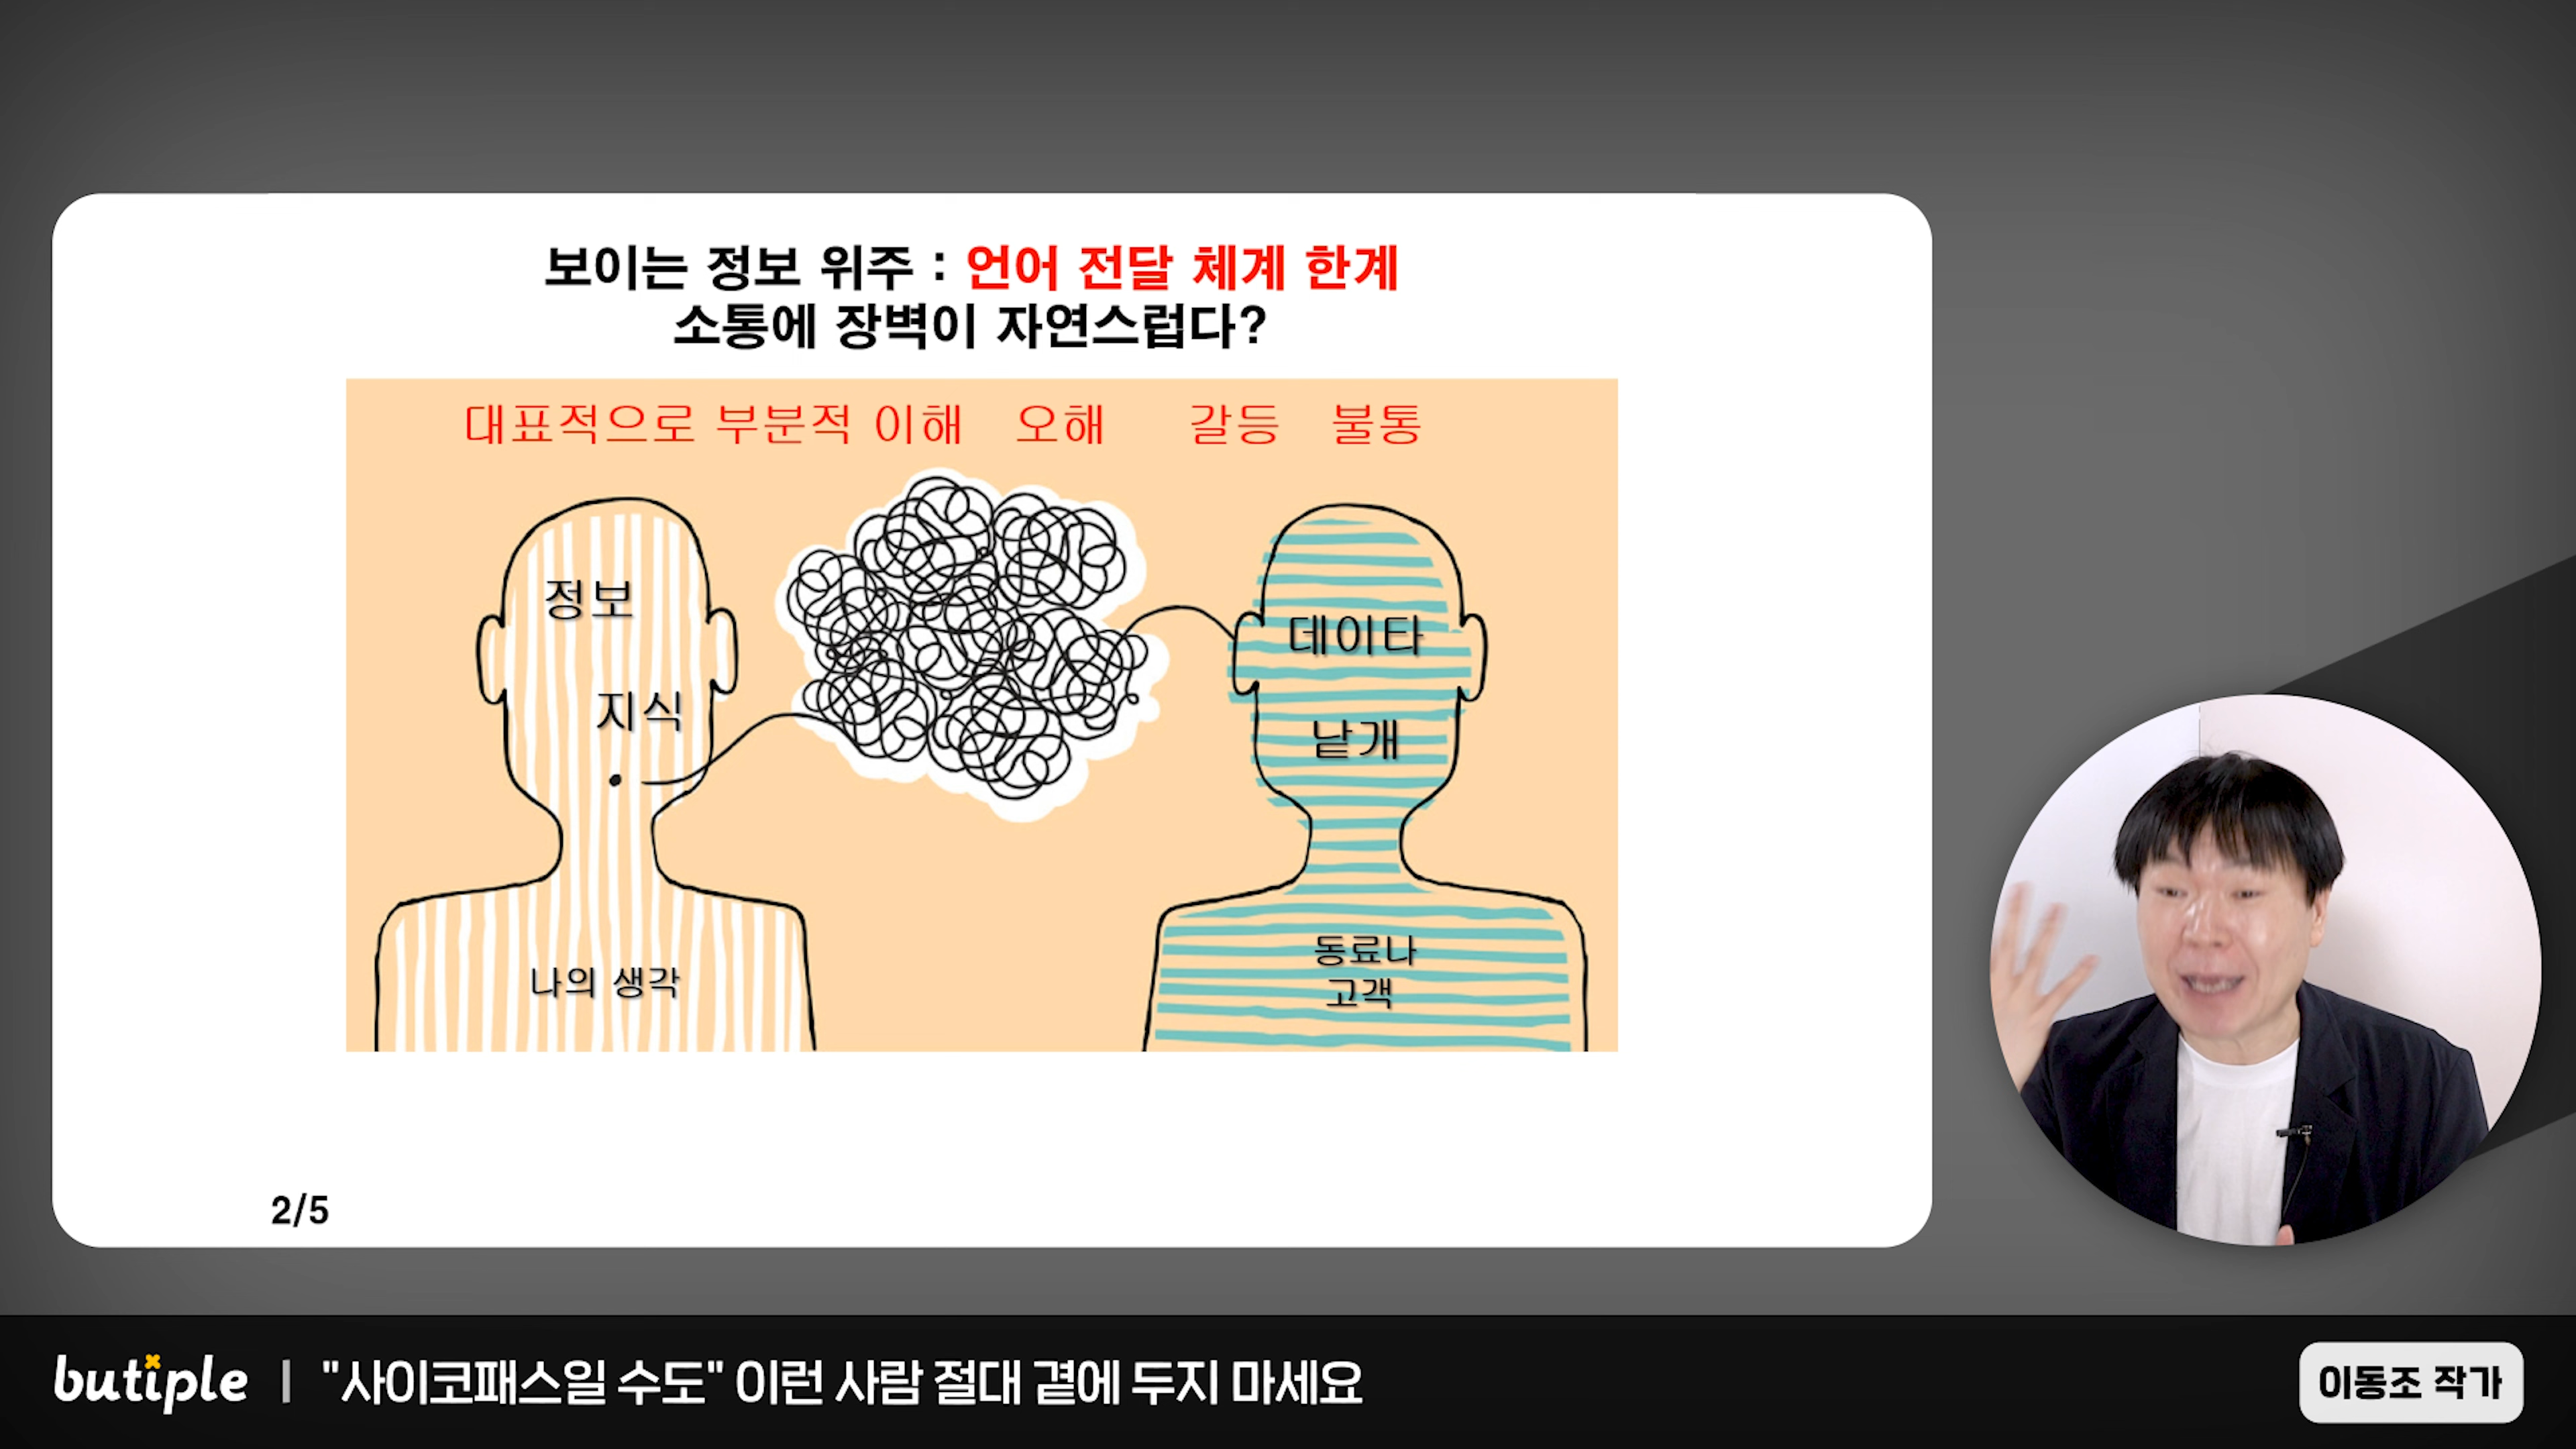 보이는 정보 위주 : 언어 전달 체계 한계
소통에 장벽이 자연스럽다?
대표적으로 부분적 이해 오해 갈등 불통
정보
지식
나의 생각
데이타
낱개
동료나
고객
2/5
butiple | "사이코패스일 수도" 이런 사람 절대 곁에 두지 마세요
이동조 작가